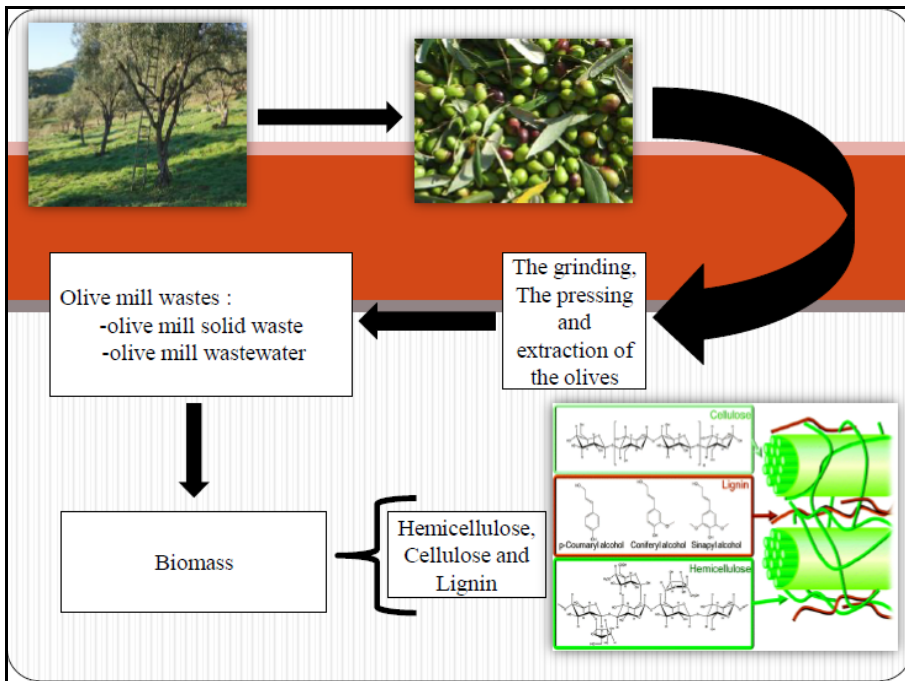 The grinding,
The pressing
and
extraction of
the olives
Olive mill wastes :
-olive mill solid waste
-olive mill wastewater
Biomass
Hemicellulose,
Cellulose and
Lignin
Cellulose
Lignin
p-Coumaryl alcohol Coniferyl alcohol Sinapyl alcohol
Hemicellulose